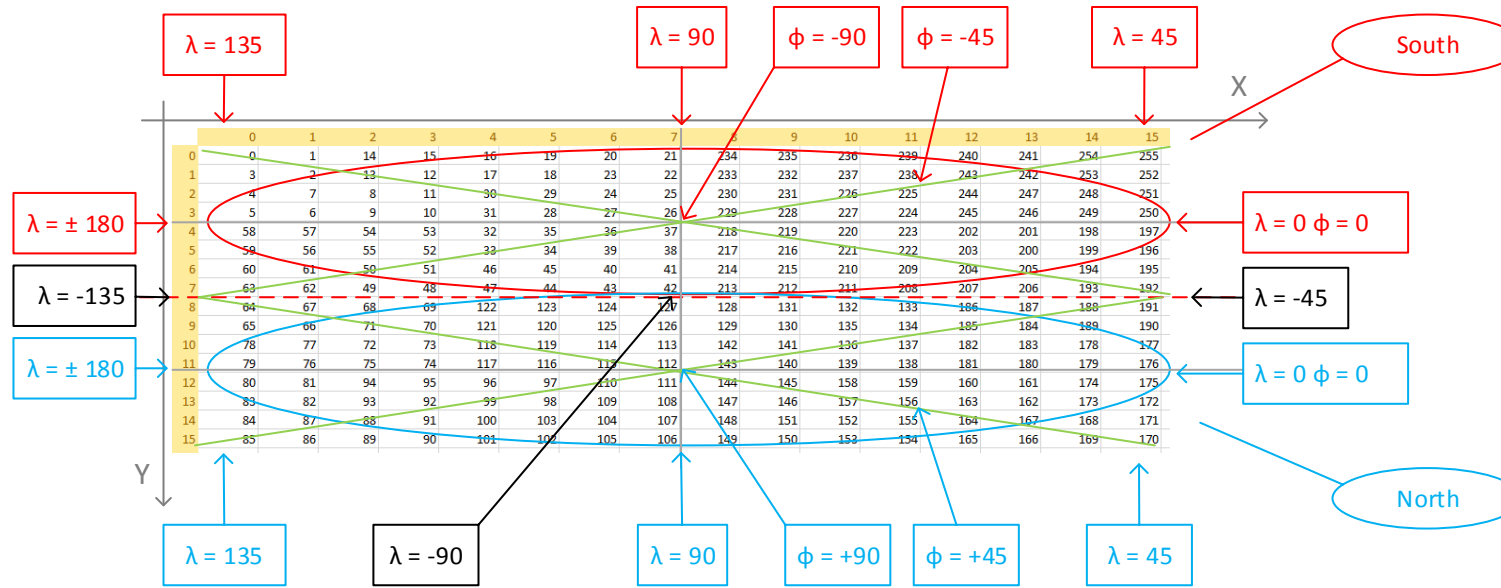 λ = 135
λ = 90
ϕ = -90
ϕ = -45
λ = 45
South
X
0 1 2 3 4 5 6 7 8 9 10 11 12 13 14 15
0 0 1 14 15 16 19 20 21 234 235 236 239 240 241 254 255
1 3 2 13 12 17 18 23 22 233 232 237 238 243 242 253 252
2 4 7 8 11 30 29 24 25 230 231 226 225 244 247 248 251
3 5 6 9 10 31 28 27 26 229 228 227 224 245 246 249 250
4 58 57 54 53 32 35 36 37 218 219 220 223 202 201 198 197
5 59 56 55 52 33 34 39 38 217 216 221 222 203 200 199 196
6 60 61 50 51 46 45 40 41 214 215 210 209 204 205 194 195
7 63 62 49 48 47 44 43 42 213 212 211 208 207 206 193 192
8 64 67 68 69 122 123 124 127 128 131 132 133 186 187 188 191
9 65 66 71 70 121 120 125 126 129 130 135 134 185 184 189 190
10 78 77 72 73 118 119 114 113 142 141 136 137 182 183 178 177
11 79 76 75 74 117 116 115 112 143 140 139 138 181 180 179 176
12 80 81 94 95 96 97 110 111 144 145 158 159 160 161 174 175
13 83 82 93 92 99 98 109 108 147 146 157 156 163 162 173 172
14 84 87 88 91 100 103 104 107 148 151 152 155 164 167 168 171
15 85 86 89 90 101 102 105 106 149 150 153 154 165 166 169 170
λ = ± 180
λ = 0 ϕ = 0
λ = -135
λ = -45
λ = ± 180
λ = 0 ϕ = 0
Y
North
λ = 135
λ = -90
λ = 90
ϕ = +90
ϕ = +45
λ = 45